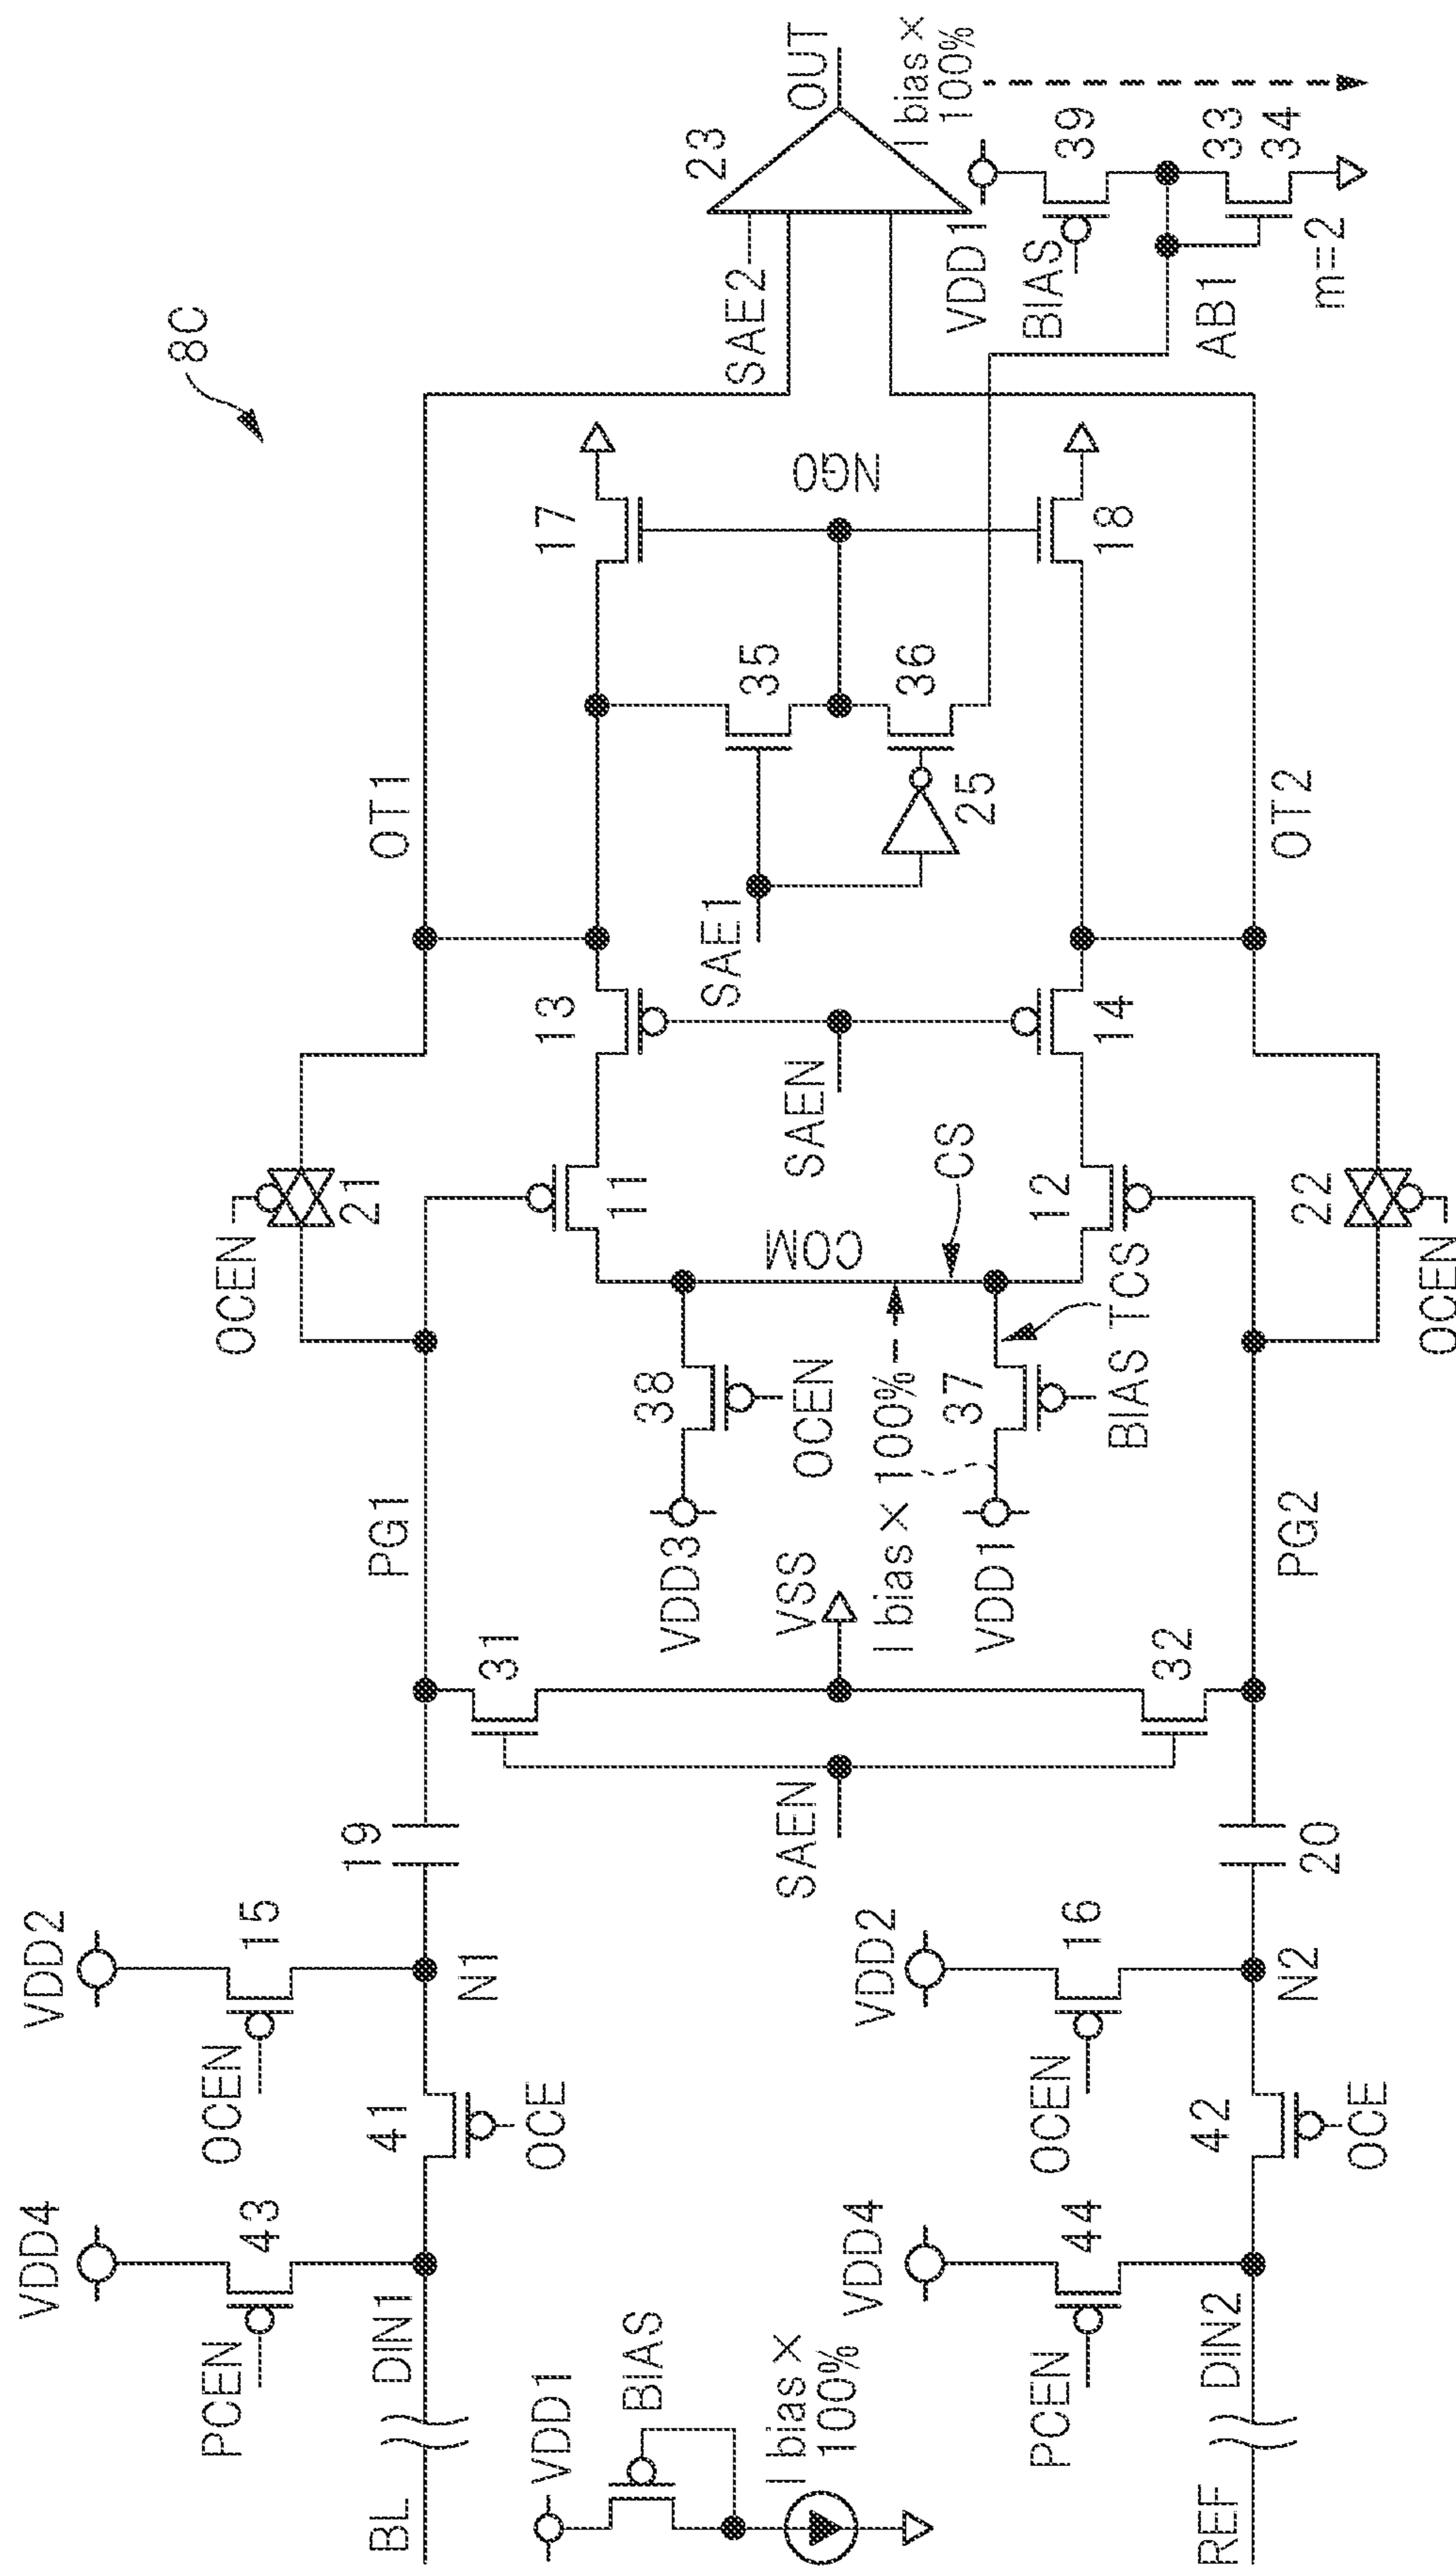 8C
VDD4
VDD2
PCEN
43
OCEN
15
OCEN
21
BL
DIN1
41
OCE
N1
19
PG1
OT1
31
VDD1
BIAS
I bias ×
100%
SAEN
VSS
VDD3
38
OCEN
COM
11
13
SAEN
SAE1
35
17
NGO
36
25
SAE2
23
OUT
I bias × 100%
VDD1
37
BIAS
TCS
CS
12
14
18
VDD1
BIAS
39
I bias ×
100%
AB1
33
34
m=2
VDD4
VDD2
PCEN
44
OCEN
16
32
REF
DIN2
42
OCE
N2
20
PG2
22
OCEN
OT2